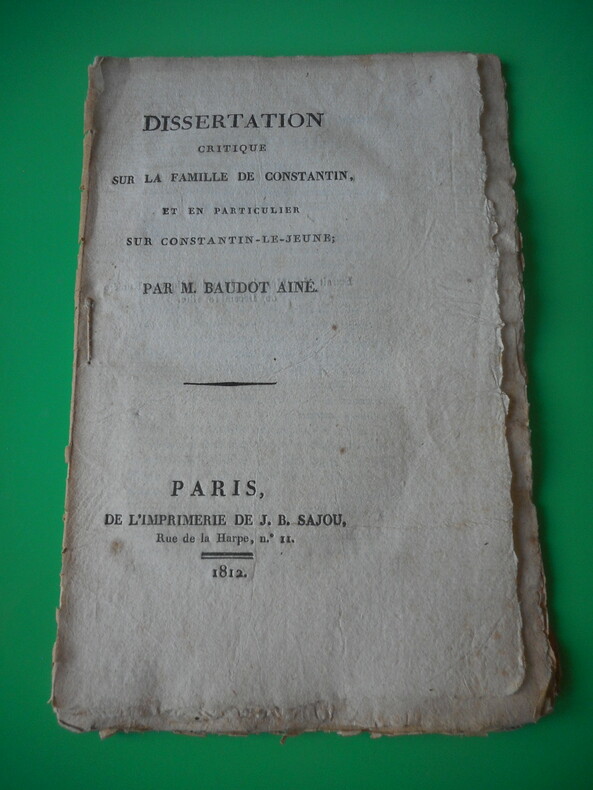 DISSERTATION
CRITIQUE
SUR LA FAMILLE DE CONSTANTIN,
ET EN PARTICULIER
SUR CONSTANTIN-LE-JEUNE;
PAR M. BAUDOT AINÉ.
PARIS,
DE L'IMPRIMERIE DE J. B. SAJOU,
Rue de la Harpe, n.º 11.
1812.